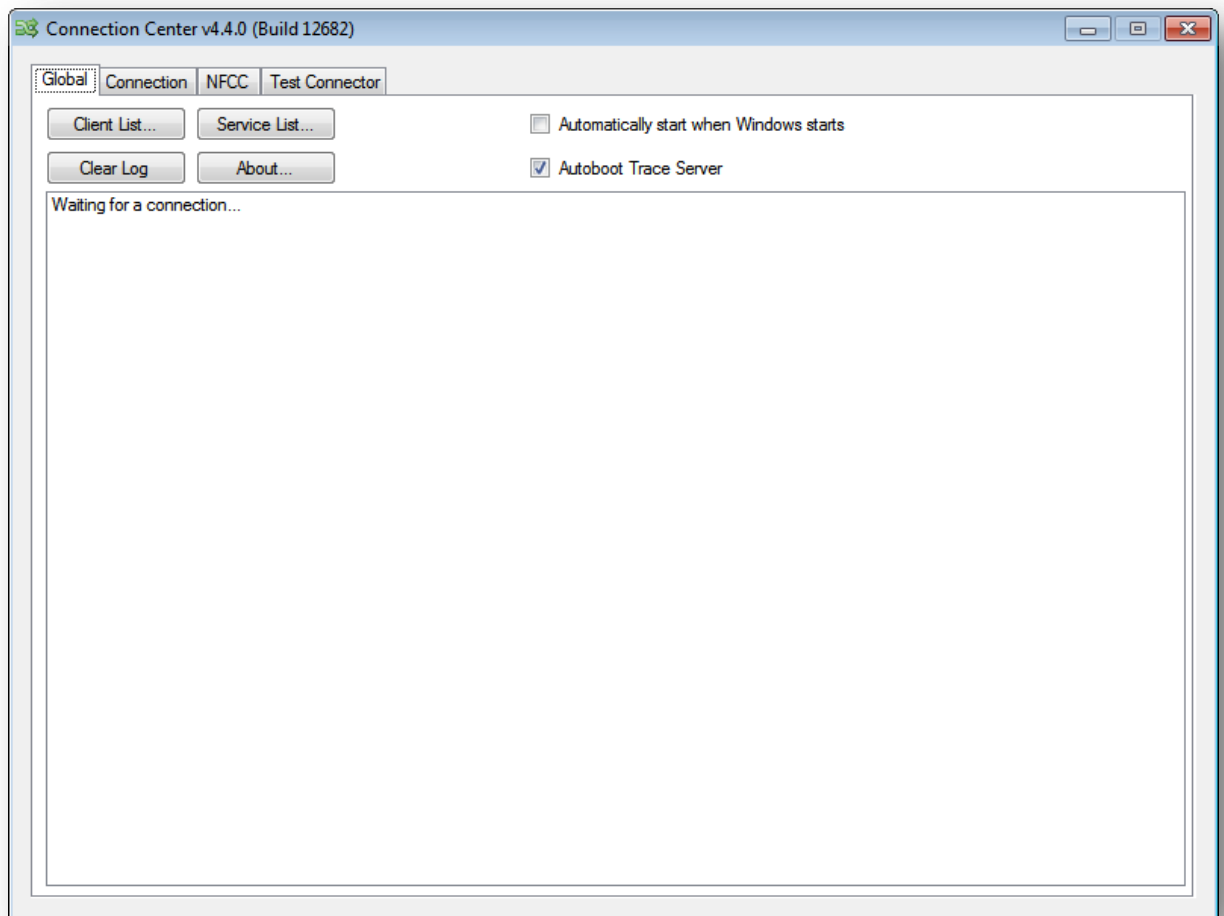 Connection Center v4.4.0 (Build 12682)
Global Connection NFCC Test Connector
Client List... Service List... Automatically start when Windows starts
Clear Log About... Autoboot Trace Server
Waiting for a connection...